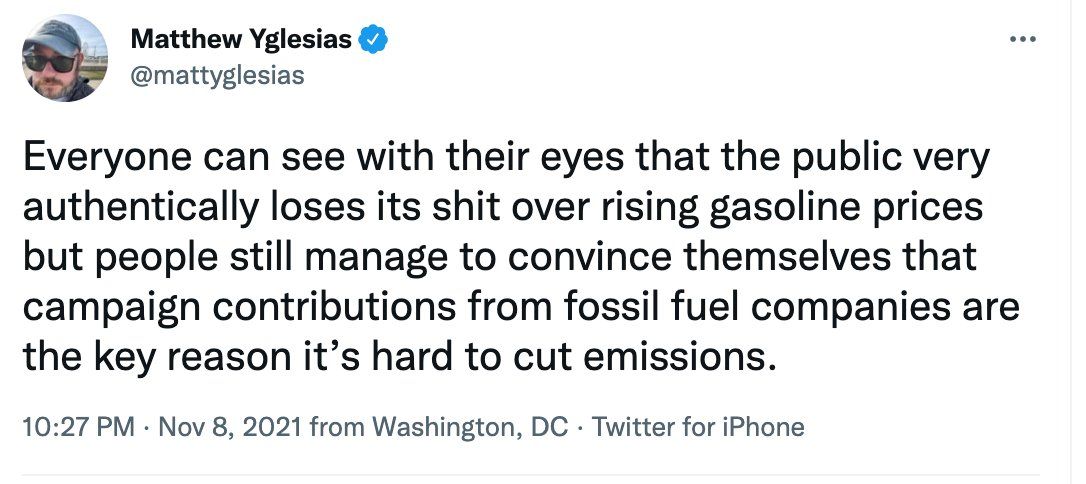 Matthew Yglesias
@mattyglesias
Everyone can see with their eyes that the public very
authentically loses its shit over rising gasoline prices
but people still manage to convince themselves that
campaign contributions from fossil fuel companies are
the key reason it’s hard to cut emissions.
10:27 PM · Nov 8, 2021 from Washington, DC · Twitter for iPhone